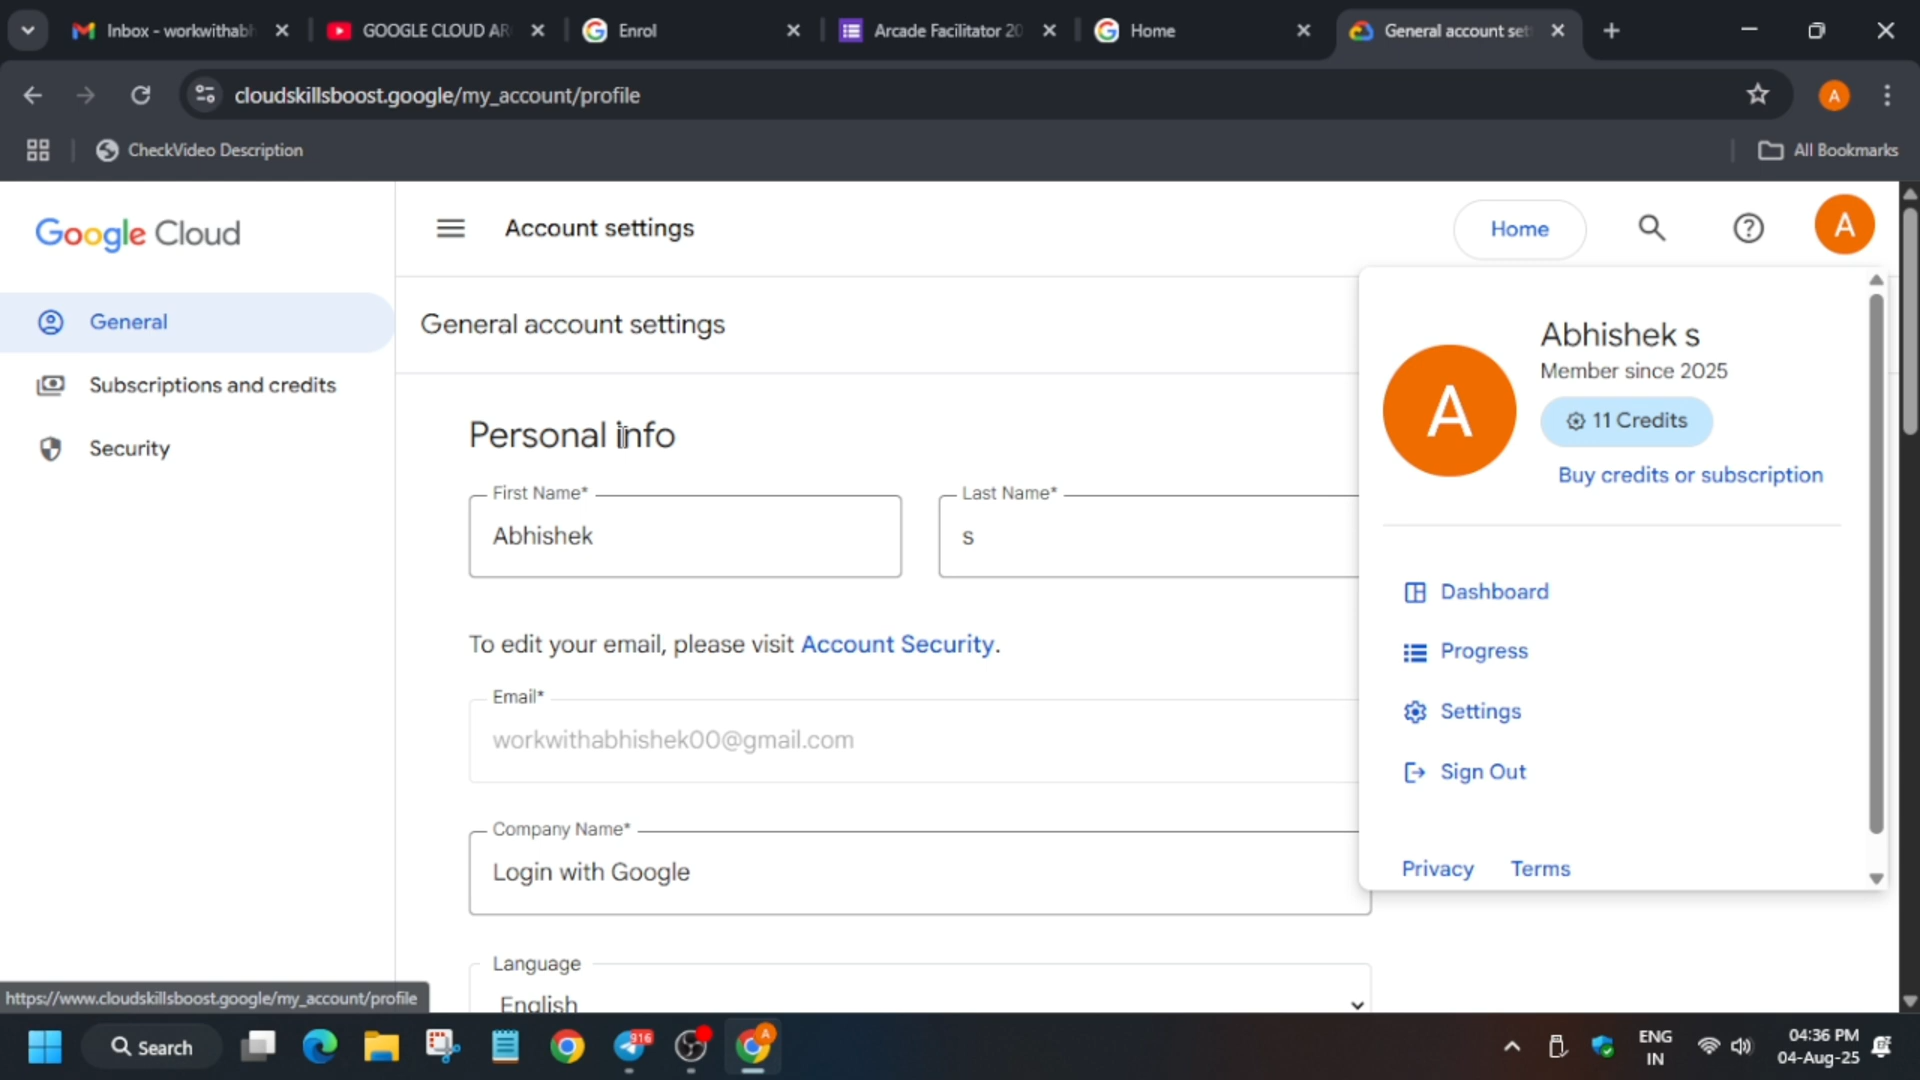 Inbox - workwithabh
GOOGLE CLOUD AR
Enrol
Arcade Facilitator 20
Home
General account set
cloudskillsboost.google/my_account/profile
A
CheckVideo Description
All Bookmarks
Google Cloud
Account settings
Home
A
General
Subscriptions and credits
Security
General account settings
Personal info
First Name*
Abhishek
Last Name*
s
To edit your email, please visit Account Security.
Email*
workwithabhishek00@gmail.com
Company Name*
Login with Google
Language
English
A
Abhishek s
Member since 2025
11 Credits
Buy credits or subscription
Dashboard
Progress
Settings
Sign Out
Privacy Terms
https://www.cloudskillsboost.google/my_account/profile
Search
916
A
ENG
IN
04:36 PM
04-Aug-25